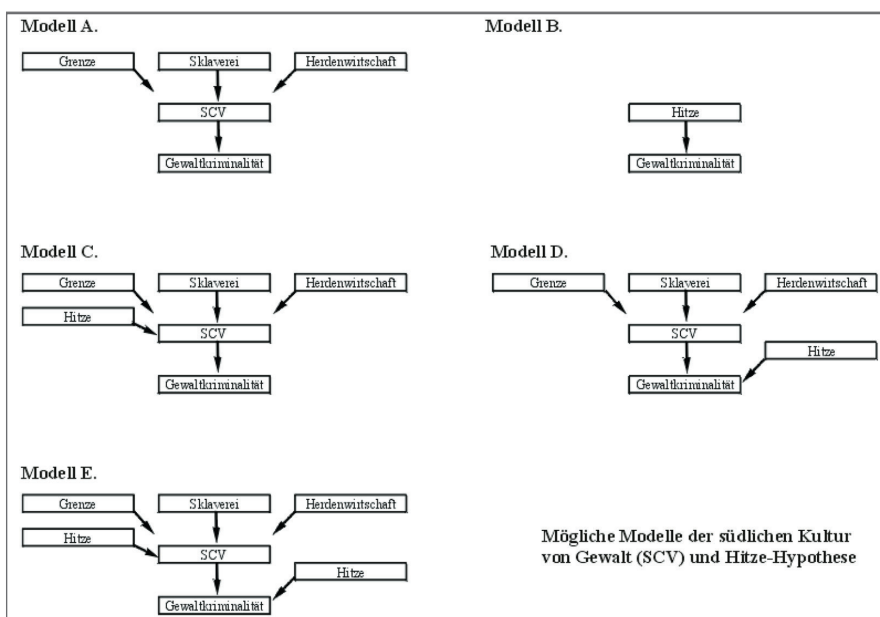 Modell A.
Grenze
Sklaverei
Herdenwirtschaft
SCV
Gewaltkriminalität
Modell B.
Hitze
Gewaltkriminalität
Modell C.
Grenze
Sklaverei
Herdenwirtschaft
Hitze
SCV
Gewaltkriminalität
Modell D.
Grenze
Sklaverei
Herdenwirtschaft
SCV
Hitze
Gewaltkriminalität
Modell E.
Grenze
Sklaverei
Herdenwirtschaft
Hitze
SCV
Hitze
Gewaltkriminalität
Mögliche Modelle der südlichen Kultur
von Gewalt (SCV) und Hitze-Hypothese